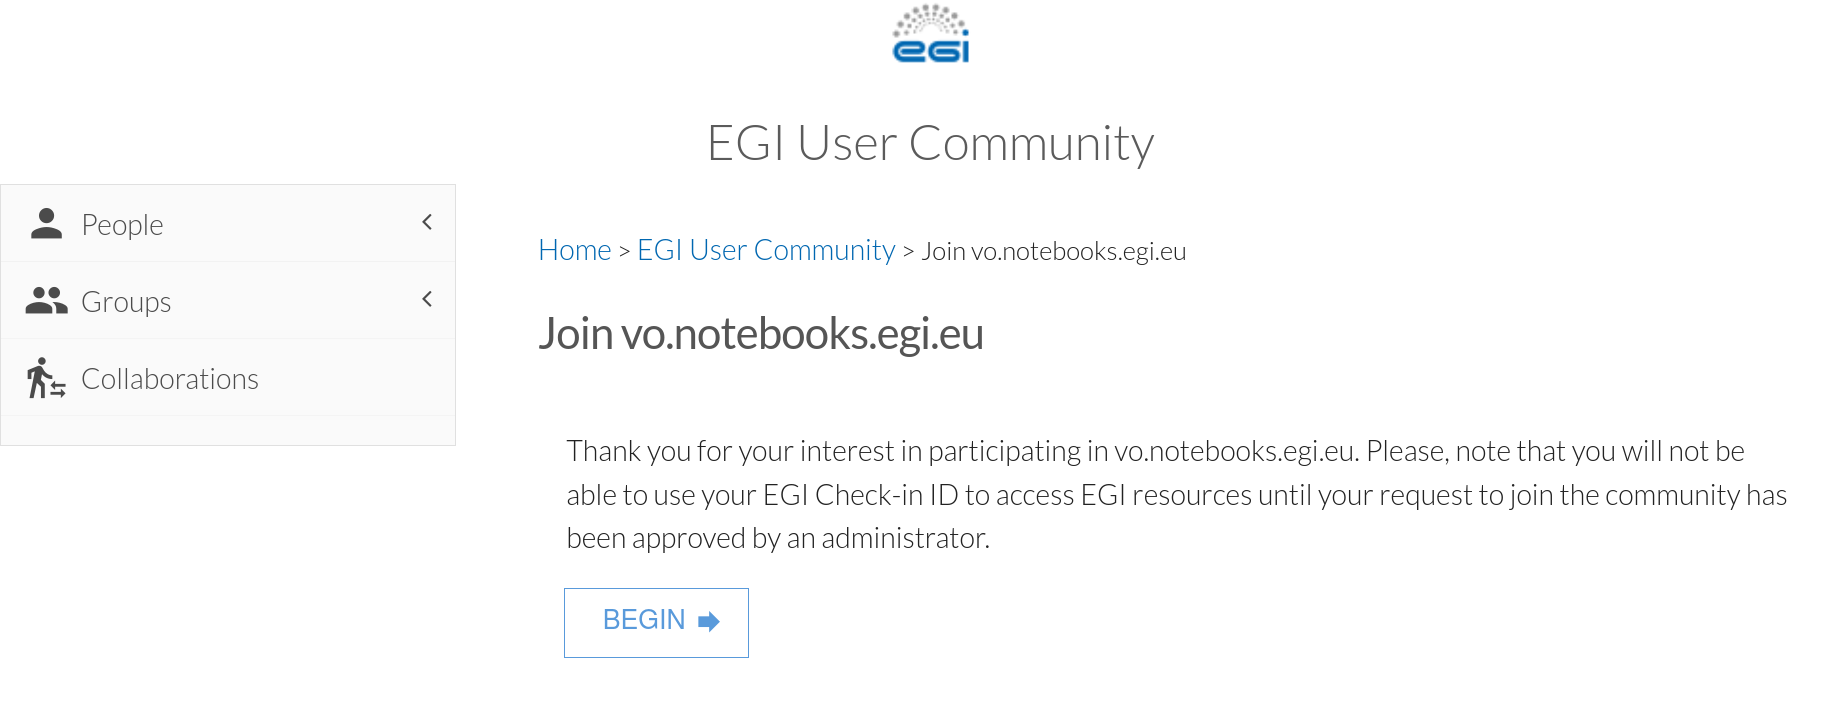 egi
EGI User Community
People
Groups
Collaborations
Home > EGI User Community > Join vo.notebooks.egi.eu
Join vo.notebooks.egi.eu
Thank you for your interest in participating in vo.notebooks.egi.eu. Please, note that you will not be
able to use your EGI Check-in ID to access EGI resources until your request to join the community has
been approved by an administrator.
BEGIN